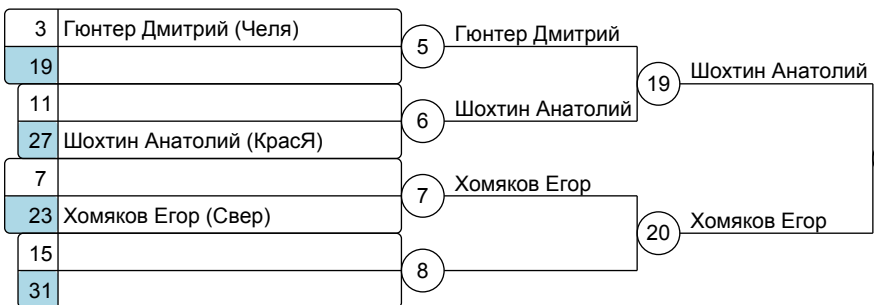 3 Гюнтер Дмитрий (Челя)
5 Гюнтер Дмитрий
19
19 Шохтин Анатолий
11
6 Шохтин Анатолий
27 Шохтин Анатолий (КрасЯ)
7
7 Хомяков Егор
23 Хомяков Егор (Свер)
20 Хомяков Егор
15
8
31